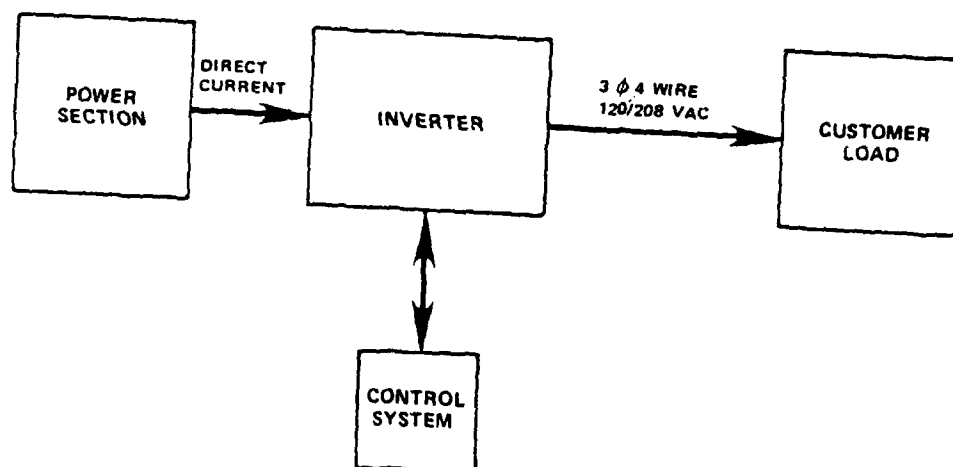 POWER
SECTION
DIRECT
CURRENT
INVERTER
3 ϕ 4 WIRE
120/208 VAC
CUSTOMER
LOAD
CONTROL
SYSTEM